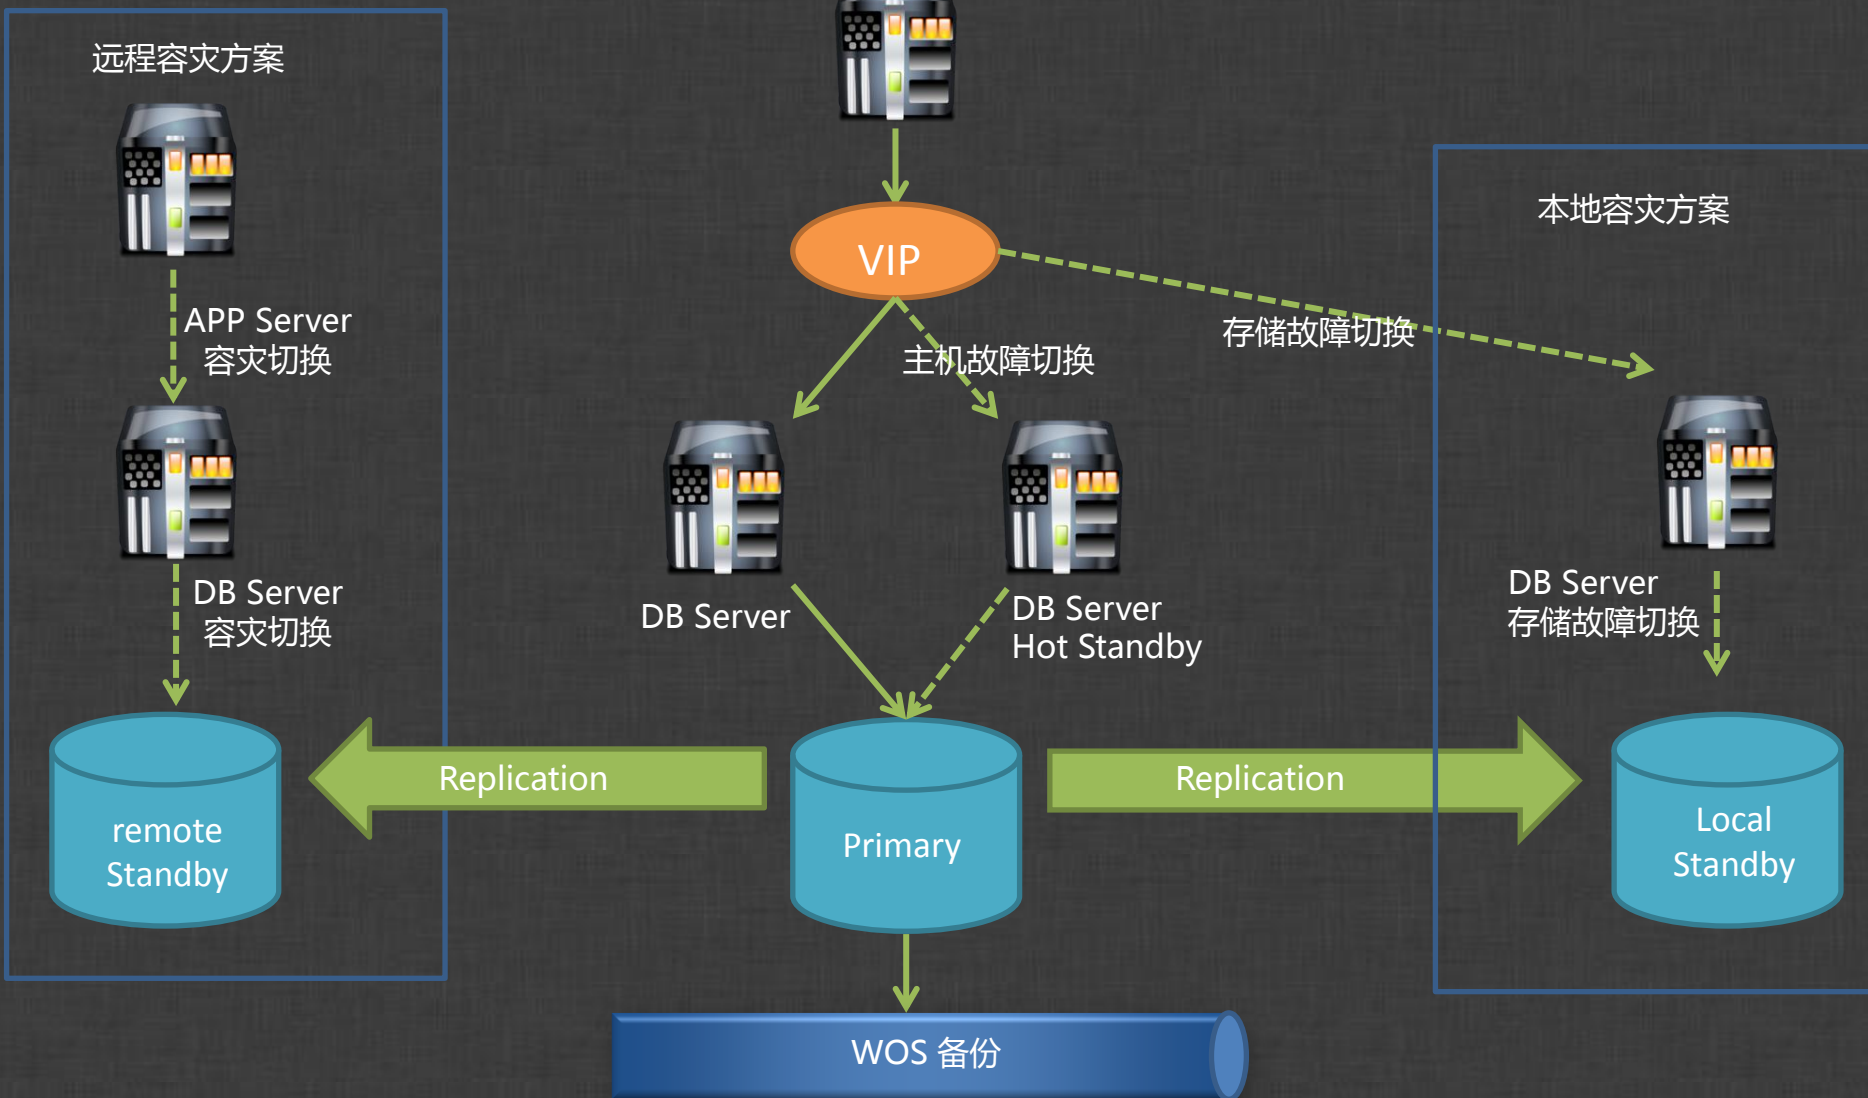 远程容灾方案
APP Server
容灾切换
DB Server
容灾切换
remote
Standby
VIP
主机故障切换
存储故障切换
DB Server
DB Server
Hot Standby
Replication
Primary
Replication
WOS 备份
本地容灾方案
DB Server
存储故障切换
Local
Standby